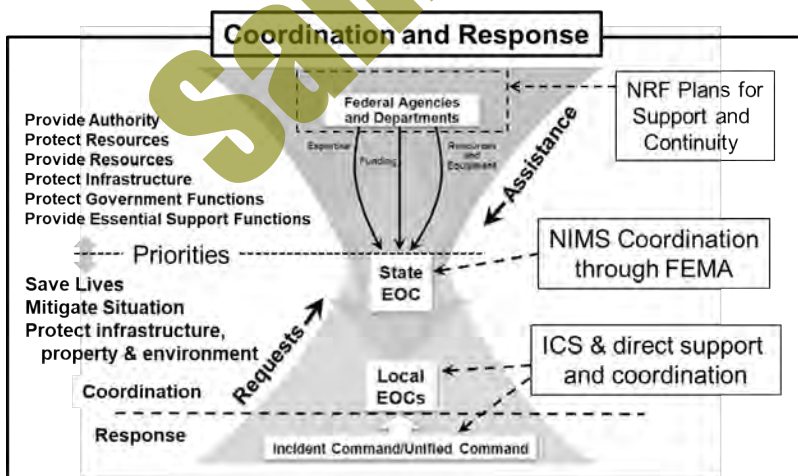 Coordination and Response
Sam
Federal Agencies
and Departments
Expertise
Funding
Resources
and
Equipment
NRF Plans for
Support and
Continuity
Assistance
Provide Authority
Protect Resources
Provide Resources
Protect Infrastructure
Protect Government Functions
Provide Essential Support Functions
Priorities
State
EOC
NIMS Coordination
through FEMA
Save Lives
Mitigate Situation
Protect infrastructure,
property & environment
Requests
ICS & direct support
and coordination
Local
EOCs
Coordination
Response
Incident Command/Unified Command